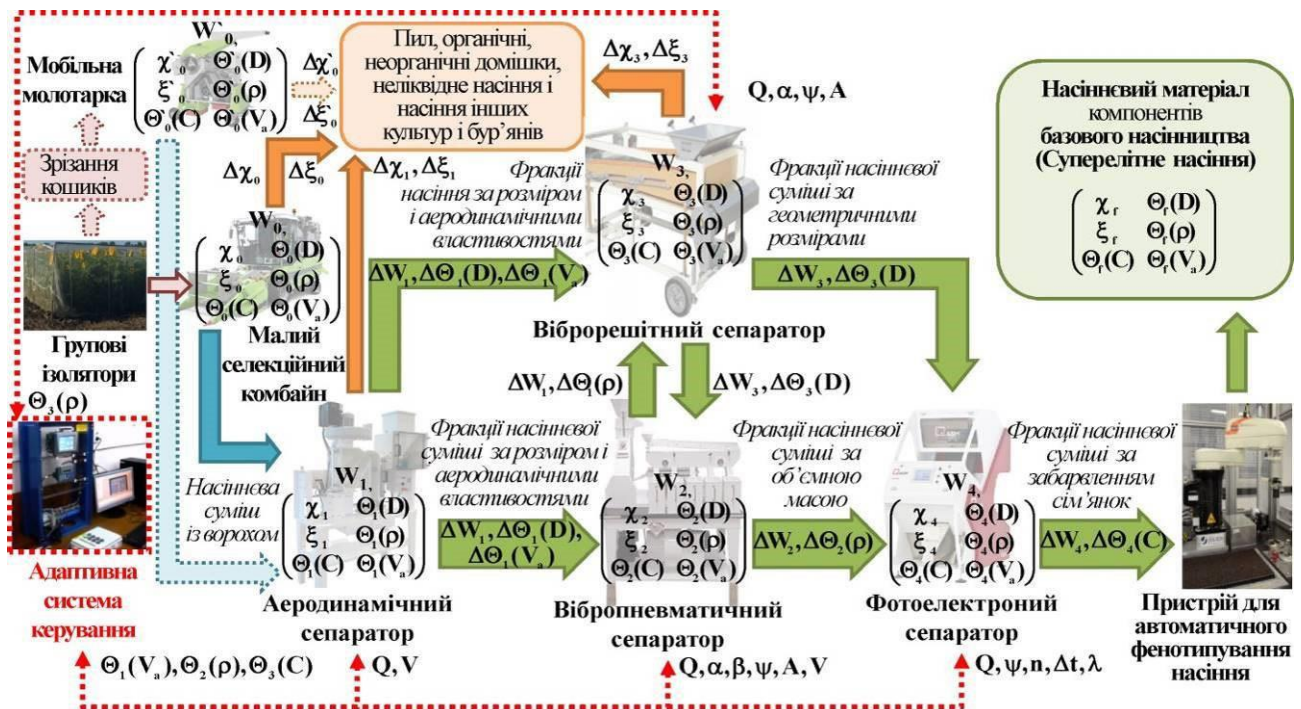 Мобільна
молотарка
W`0,
χ`0 Θ`0(D)
ξ`0 Θ`0(ρ)
Θ`0(C) Θ`0(Va)
Δχ`0
Δξ`0
Пил, органічні,
неорганічні домішки,
неліквідне насіння і
насіння інших
культур і бур’янів
Δχ3, Δξ3
Q, α, ψ, A
Насіннєвий матеріал
компонентів
базового насінництва
(Суперелітне насіння)
χf Θf(D)
ξf Θf(ρ)
Θf(C) Θf(Va)
Зрізання
кошиків
Δχ0
Δξ0
Δχ1, Δξ1
W0,
χ0 Θ0(D)
ξ0 Θ0(ρ)
Θ0(C) Θ0(Va)
Малий
селекційний
комбайн
Групові
ізолятори
Θ3(ρ)
Фракції
насіння за розміром
і аеродинамічними
властивостями
ΔW1, ΔΘ1(D), ΔΘ1(Va)
W3,
χ3 Θ3(D)
ξ3 Θ3(ρ)
Θ3(C) Θ3(Va)
Віброрешітний сепаратор
Фракції
насіннєвої
суміші за
геометричними
розмірами
ΔW3, ΔΘ3(D)
ΔW1, ΔΘ1(ρ)
ΔW3, ΔΘ3(D)
Адаптивна
система
керування
Насіннєва
суміш
із ворохом
W1,
χ1 Θ1(D)
ξ1 Θ1(ρ)
Θ1(C) Θ1(Va)
Аеродинамічний
сепаратор
Фракції насіннєвої
суміші за розміром і
аеродинамічними
властивостями
ΔW1, ΔΘ1(D),
ΔΘ1(Va)
W2,
χ2 Θ2(D)
ξ2 Θ2(ρ)
Θ2(C) Θ2(Va)
Вібропневматичний
сепаратор
Фракції насіннєвої
суміші за
об’ємною
масою
ΔW2, ΔΘ2(ρ)
W4,
χ4 Θ4(D)
ξ4 Θ4(ρ)
Θ4(C) Θ4(Va)
Фотоелектроний
сепаратор
Фракції насіннєвої
суміші за
забарвленням
сім’янок
ΔW4, ΔΘ4(C)
Пристрій для
автоматичного
фенотипування
насіння
Θ1(Va), Θ2(ρ), Θ3(C)
Q, V
Q, α, β, ψ, A, V
Q, ψ, n, Δt, λ